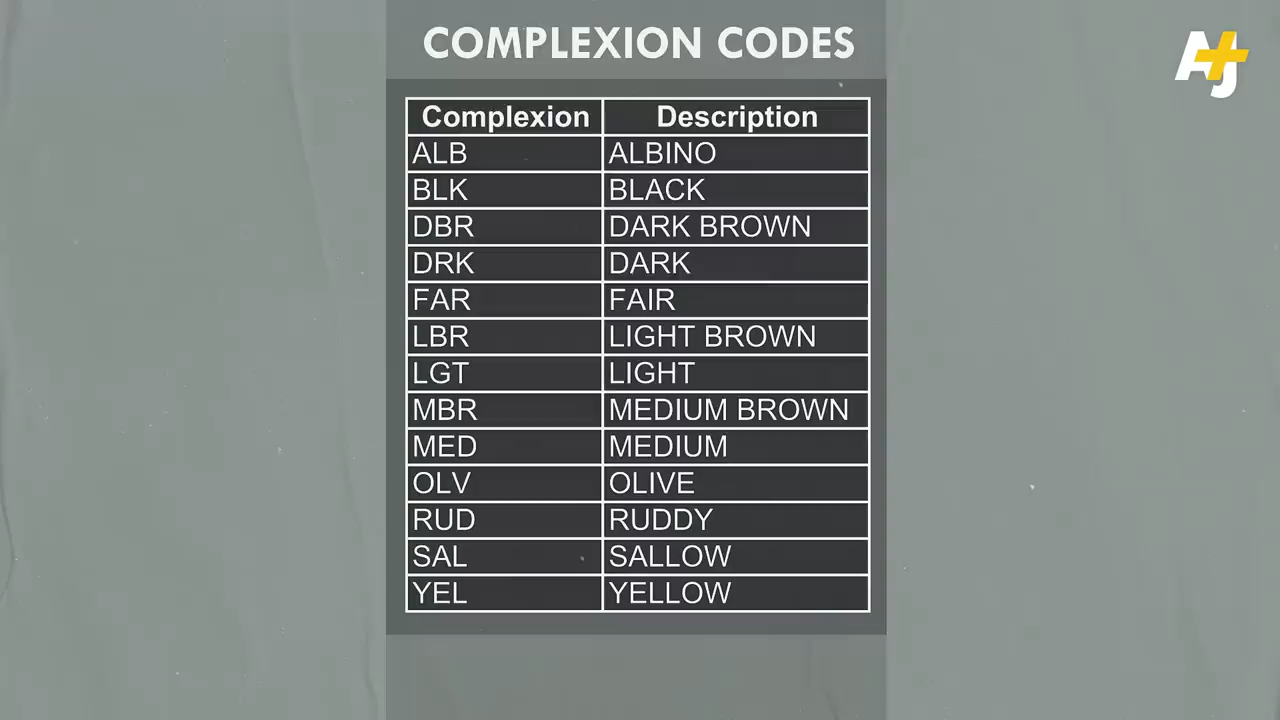 COMPLEXION CODES
AJ+
Complexion Description
ALB ALBINO
BLK BLACK
DBR DARK BROWN
DRK DARK
FAR FAIR
LBR LIGHT BROWN
LGT LIGHT
MBR MEDIUM BROWN
MED MEDIUM
OLV OLIVE
RUD RUDDY
SAL SALLOW
YEL YELLOW